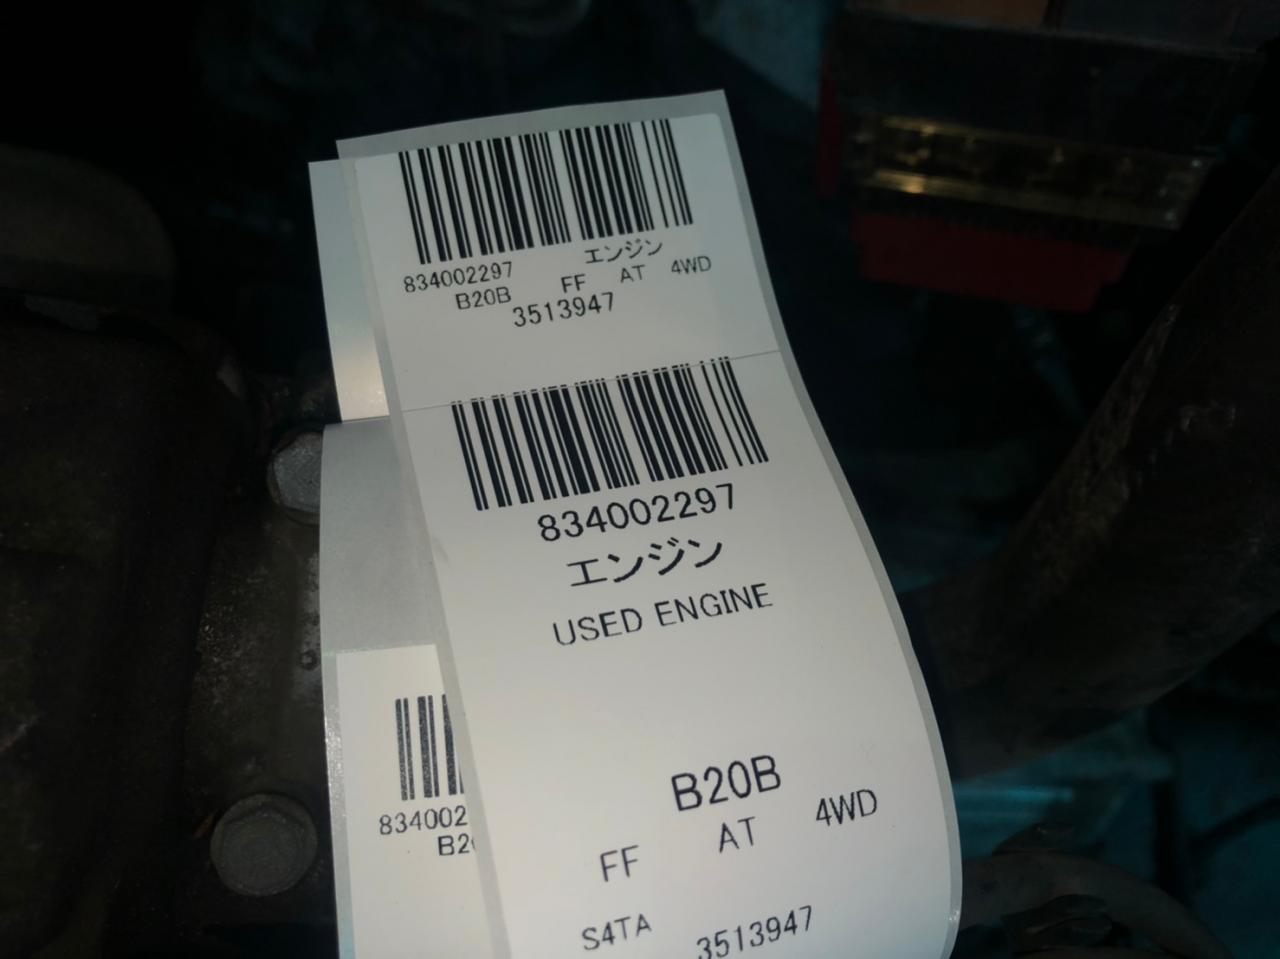 エンジン
834002297
B20B FF AT 4WD
3513947
834002297
エンジン
USED ENGINE
B20B
FF AT 4WD
S4TA 3513947
834002
B2